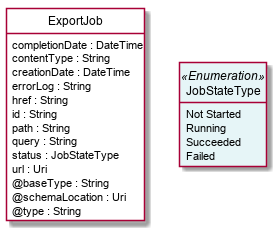 ExportJob
completionDate : DateTime
contentType : String
creationDate : DateTime
errorLog : String
href : String
id : String
path : String
query : String
status : JobStateType
url : Uri
@baseType : String
@schemaLocation : Uri
@type : String
«Enumeration»
JobStateType
Not Started
Running
Succeeded
Failed